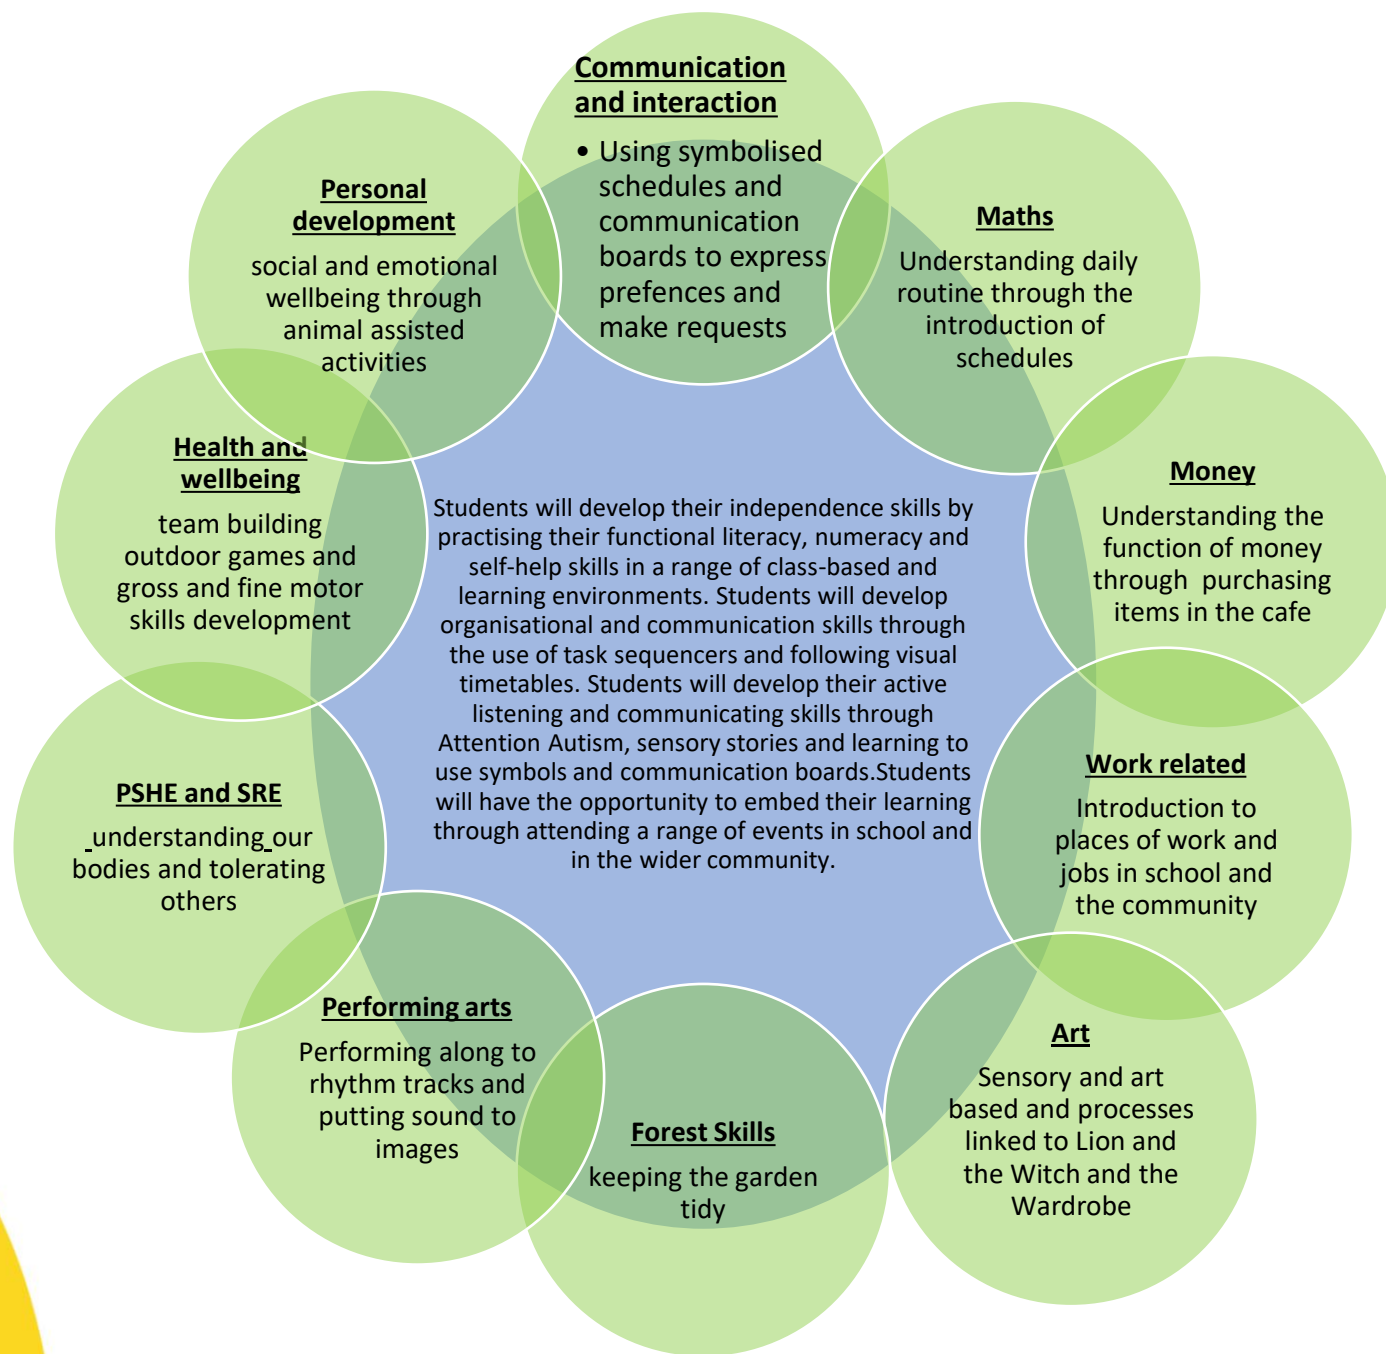 Communication
and interaction
• Using symbolised
schedules and
communication
boards to express
prefences and
make requests
Maths
Understanding daily
routine through the
introduction of
schedules
Money
Understanding the
function of money
through  purchasing
items in the cafe
Work related
Introduction to
places of work and
jobs in school and
the community
Art
Sensory and art
based and processes
linked to Lion and
the Witch and the
Wardrobe
Forest Skills
keeping the garden
tidy
Performing arts
Performing along to
rhythm tracks and
putting sound to
images
PSHE and SRE
understanding our
bodies and tolerating
others
Health and
wellbeing
team building
outdoor games and
gross and fine motor
skills development
Personal
development
social and emotional
wellbeing through
animal assisted
activities
Students will develop their independence skills by
practising their functional literacy, numeracy and
self-help skills in a range of class-based and
learning environments. Students will develop
organisational and communication skills through
the use of task sequencers and following visual
timetables. Students will develop their active
listening and communicating skills through
Attention Autism, sensory stories and learning to
use symbols and communication boards.Students
will have the opportunity to embed their learning
through attending a range of events in school and
in the wider community.